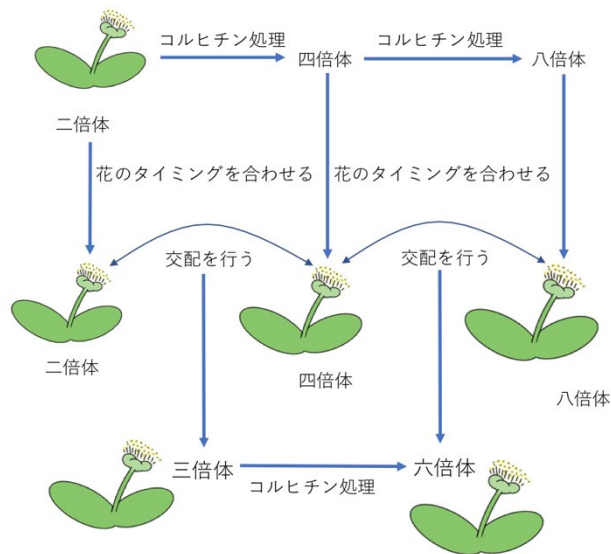 コルヒチン処理
コルヒチン処理
四倍体
八倍体
二倍体
花のタイミングを合わせる
花のタイミングを合わせる
交配を行う
交配を行う
二倍体
四倍体
八倍体
三倍体
六倍体
コルヒチン処理